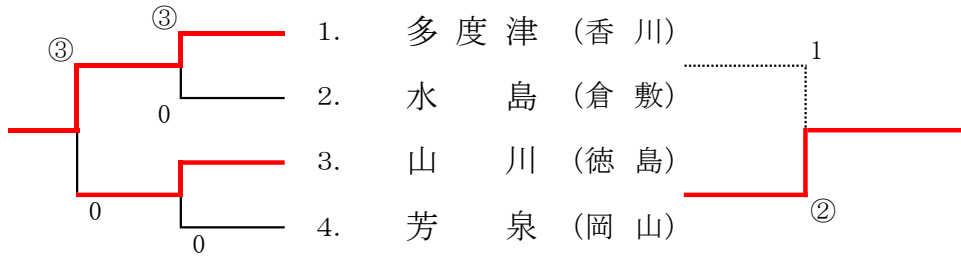 ③ 1. 多度津 (香川)
③ 1
0 2. 水島 (倉敷)
3. 山川 (徳島)
0 ②
0 4. 芳泉 (岡山)